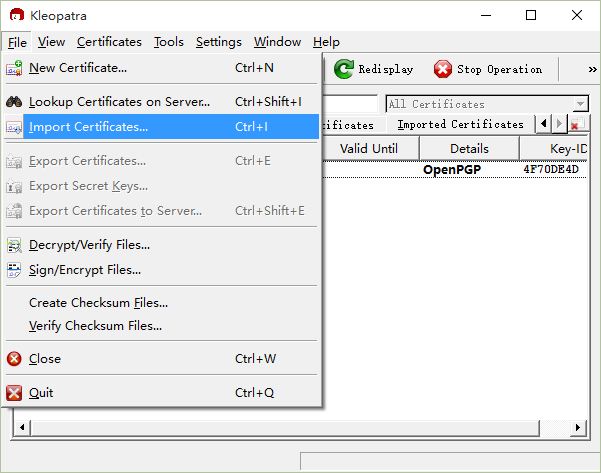 Kleopatra
File View Certificates Tools Settings Window Help
New Certificate... Ctrl+N
Redisplay Stop Operation »
Lookup Certificates on Server... Ctrl+Shift+I
All Certificates
Import Certificates... Ctrl+I
tificates Imported Certificates
Valid Until Details Key-ID
Export Certificates... Ctrl+E
OpenPGP 4F70DE4D
Export Secret Keys...
Export Certificates to Server... Ctrl+Shift+E
Decrypt/Verify Files...
Sign/Encrypt Files...
Create Checksum Files...
Verify Checksum Files...
Close Ctrl+W
Quit Ctrl+Q